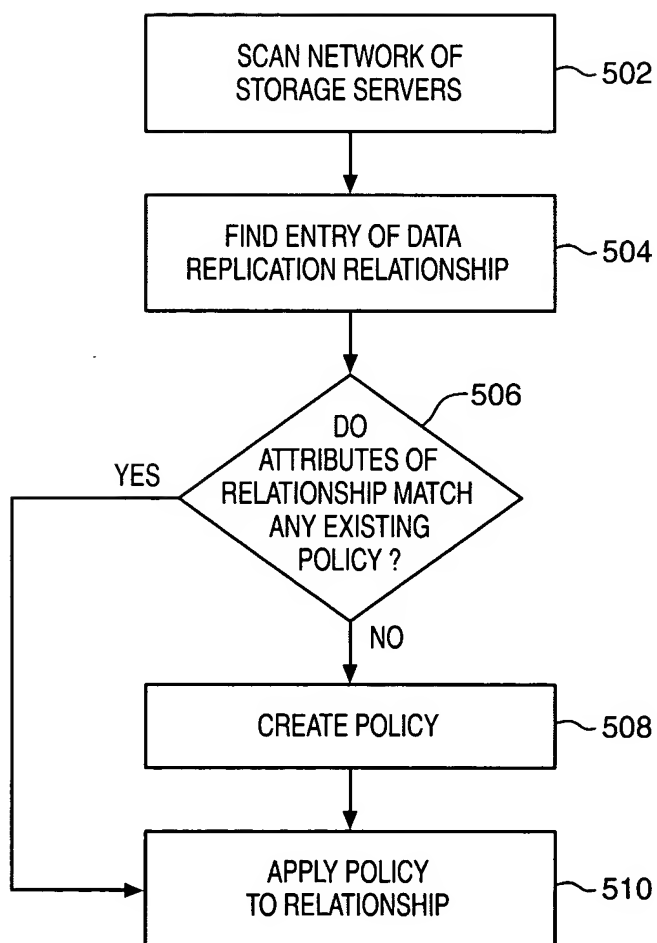 SCAN NETWORK OF
STORAGE SERVERS
502
FIND ENTRY OF DATA
REPLICATION RELATIONSHIP
504
506
DO
ATTRIBUTES OF
RELATIONSHIP MATCH
ANY EXISTING
POLICY ?
YES
NO
CREATE POLICY
508
APPLY POLICY
TO RELATIONSHIP
510